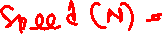 Speed (N) =